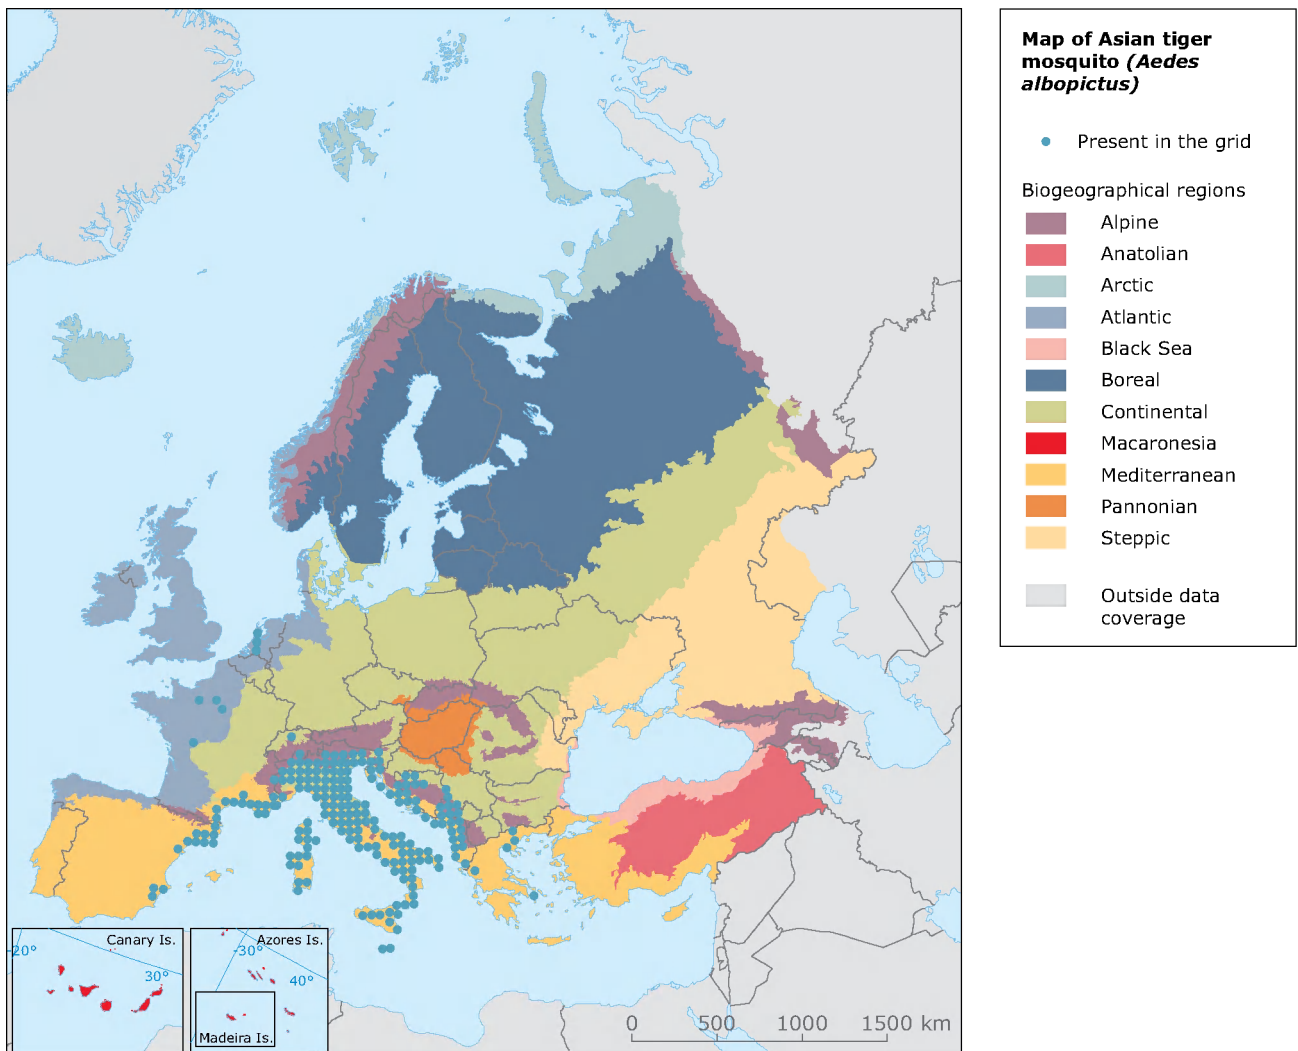 Map of Asian tiger
mosquito (Aedes
albopictus)
Present in the grid
Biogeographical regions
Alpine
Anatolian
Arctic
Atlantic
Black Sea
Boreal
Continental
Macaronesia
Mediterranean
Pannonian
Steppic
Outside data
coverage
Canary Is.
-20°
30°
Azores Is.
-30°
40°
Madeira Is.
0 500 1000 1500 km